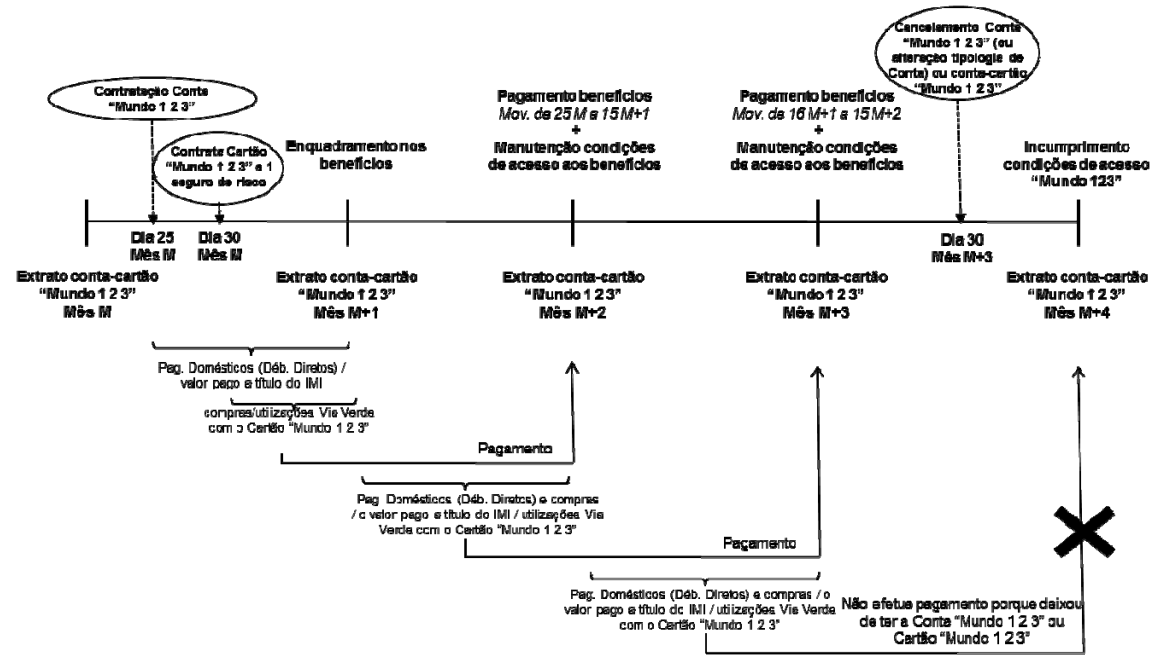 Contratação Conta
“Mundo 1 2 3”
Contrata Cartão
“Mundo 1 2 3” e 1
seguro de risco
Enquadramento nos
benefícios
Pagamento benefícios
Mov. de 25 M a 15 M+1
+
Manutenção condições
de acesso aos benefícios
Pagamento benefícios
Mov. de 16 M+1 a 15 M+2
+
Manutenção condições
de acesso aos benefícios
Cancelamento Conta
“Mundo 1 2 3” (ou
alteração tipologia de
Conta) ou conta-cartão
“Mundo 1 2 3”
Incumprimento
condições de acesso
“Mundo 123”
Dia 25
Mês M
Dia 30
Mês M
Dia 30
Mês M+3
Extrato conta-cartão
“Mundo 1 2 3”
Mês M
Extrato conta-cartão
“Mundo 1 2 3”
Mês M+1
Extrato conta-cartão
“Mundo 1 2 3”
Mês M+2
Extrato conta-cartão
“Mundo 1 2 3”
Mês M+3
Extrato conta-cartão
“Mundo 1 2 3”
Mês M+4
Pag. Domésticos (Déb. Diretos) /
valor pago a título do IMI
compras/utilizações Via Verde
com o Cartão “Mundo 1 2 3”
Pagamento
Pag. Domésticos (Déb. Diretos) e compras
/ o valor pago a título do IMI / utilizações Via
Verde com o Cartão “Mundo 1 2 3”
Pagamento
Pag. Domésticos (Déb. Diretos) e compras / o
valor pago a título do IMI / utilizações Via Verde
com o Cartão “Mundo 1 2 3”
Não efetua pagamento porque deixou
de ter a Conta “Mundo 1 2 3” ou
Cartão “Mundo 1 2 3”